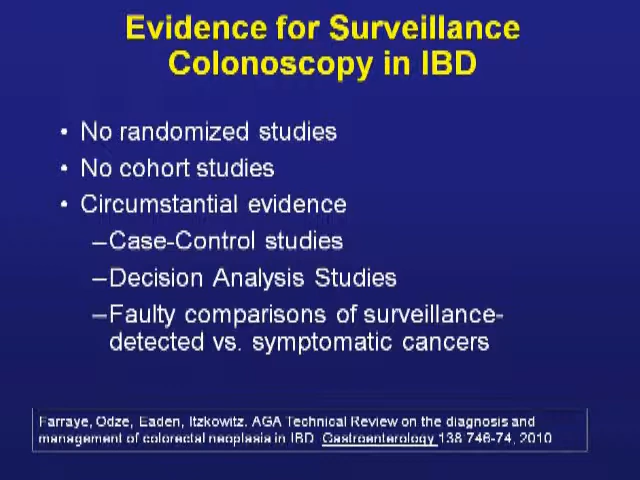 Evidence for Surveillance
Colonoscopy in IBD
• No randomized studies
• No cohort studies
• Circumstantial evidence
–Case-Control studies
–Decision Analysis Studies
–Faulty comparisons of surveillance-
detected vs. symptomatic cancers
Farraye, Odze, Eaden, Itzkowitz. AGA Technical Review on the diagnosis and
management of colorectal neoplasia in IBD. Gastroenterology 138 746-74, 2010